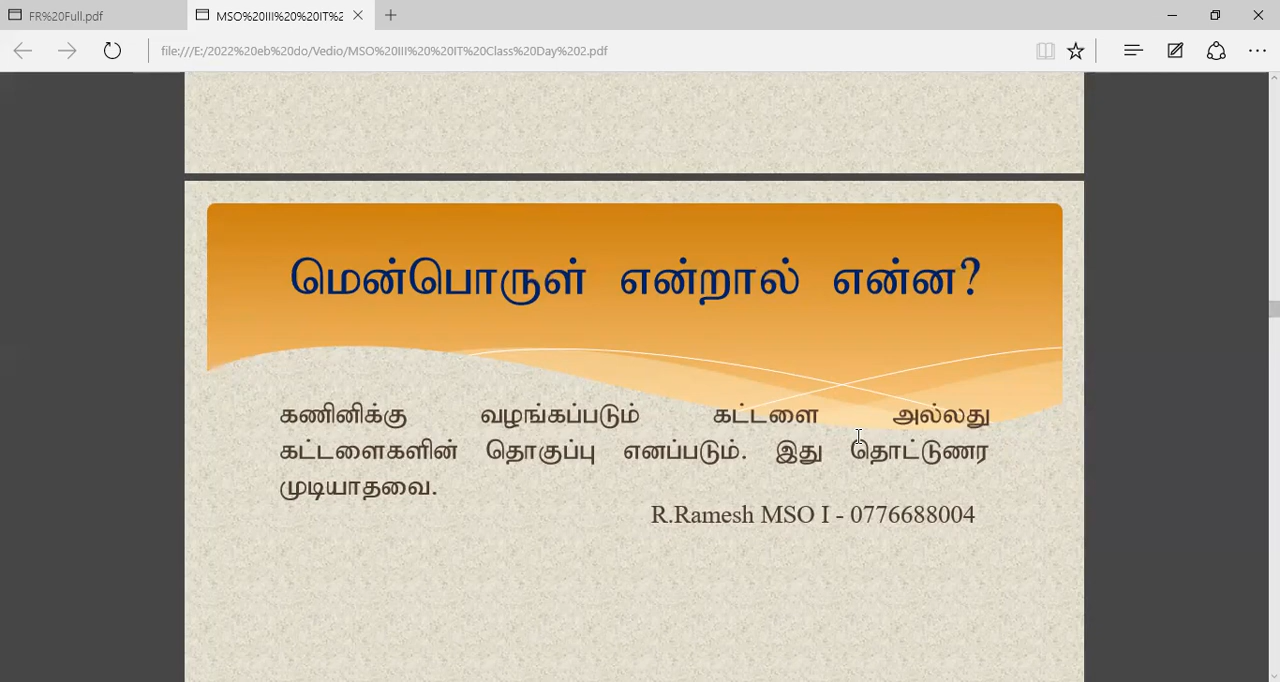 FR%20Full.pdf
MSO%20III%20%20IT%2
file:///E:/2022%20eb%20do/Vedio/MSO%20III%20%20IT%20Class%20Day%202.pdf
மென்பொருள் என்றால் என்ன?
கணினிக்கு வழங்கப்படும் கட்டளை அல்லது
கட்டளைகளின் தொகுப்பு எனப்படும். இது தொட்டுணர
முடியாதவை.
R.Ramesh MSO I - 0776688004